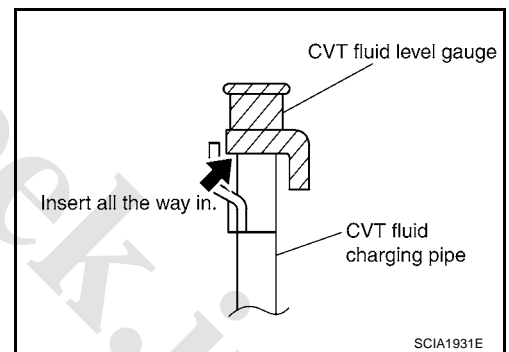 CVT fluid level gauge
Insert all the way in.
CVT fluid
charging pipe
SCIA1931E